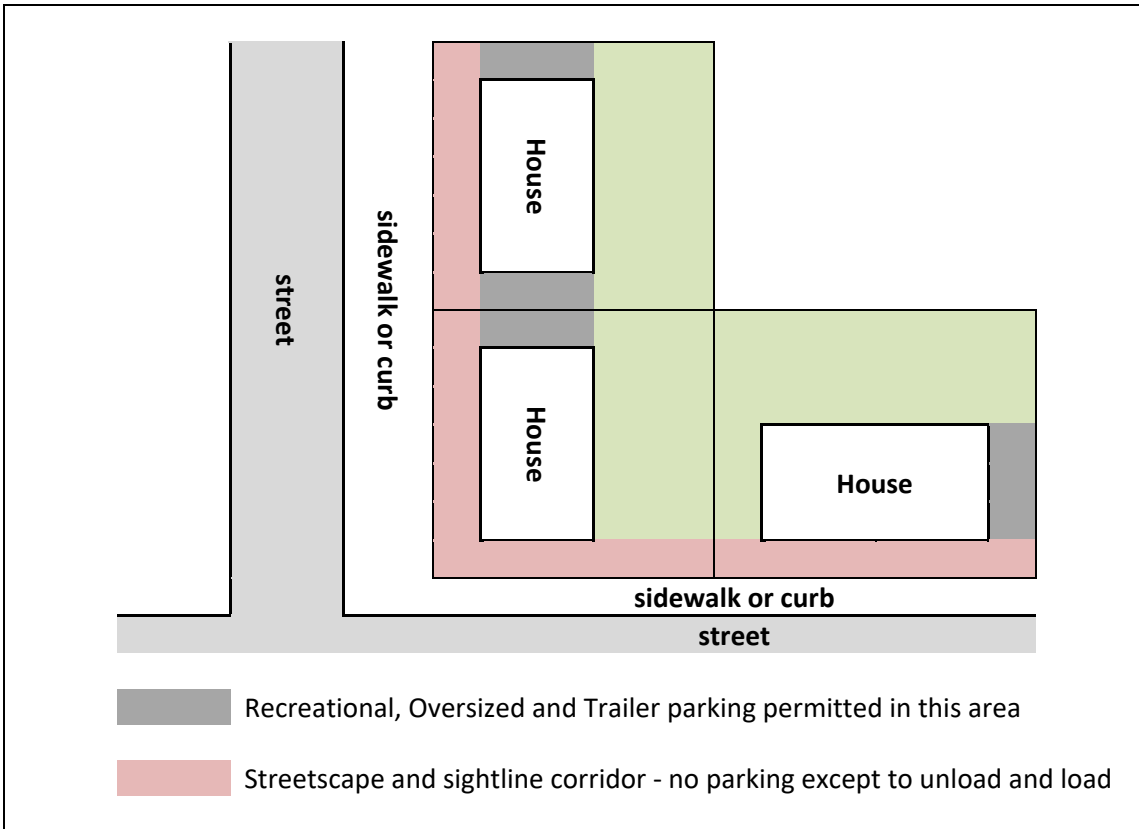 House
sidewalk or curb
street
House
House
sidewalk or curb
street
Recreational, Oversized and Trailer parking permitted in this area
Streetscape and sightline corridor - no parking except to unload and load